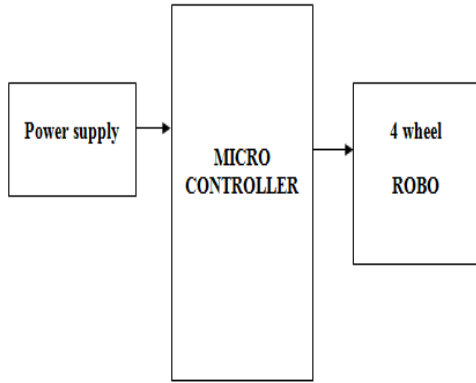 Power supply
MICRO
CONTROLLER
4 wheel
ROBO